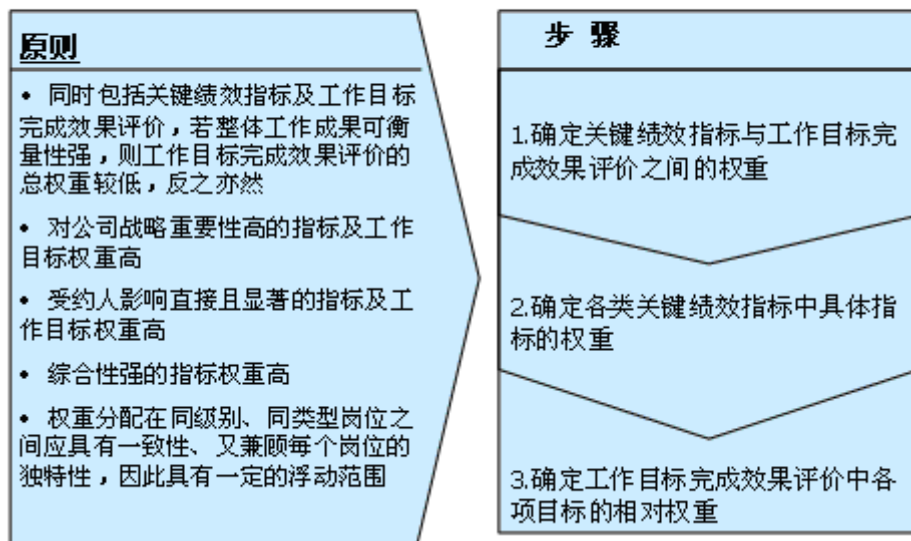 原则
• 同时包括关键绩效指标及工作目标
完成效果评价，若整体工作成果可衡
量性强，则工作目标完成效果评价的
总权重较低，反之亦然
• 对公司战略重要性高的指标及工作
目标权重高
• 受约人影响直接且显著的指标及工
作目标权重高
• 综合性强的指标权重高
• 权重分配在同级别、同类型岗位之
间应具有一致性、又兼顾每个岗位的
独特性，因此具有一定的浮动范围
步 骤
1.确定关键绩效指标与工作目标完
成效果评价之间的权重
2.确定各类关键绩效指标中具体指
标的权重
3.确定工作目标完成效果评价中各
项目标的相对权重